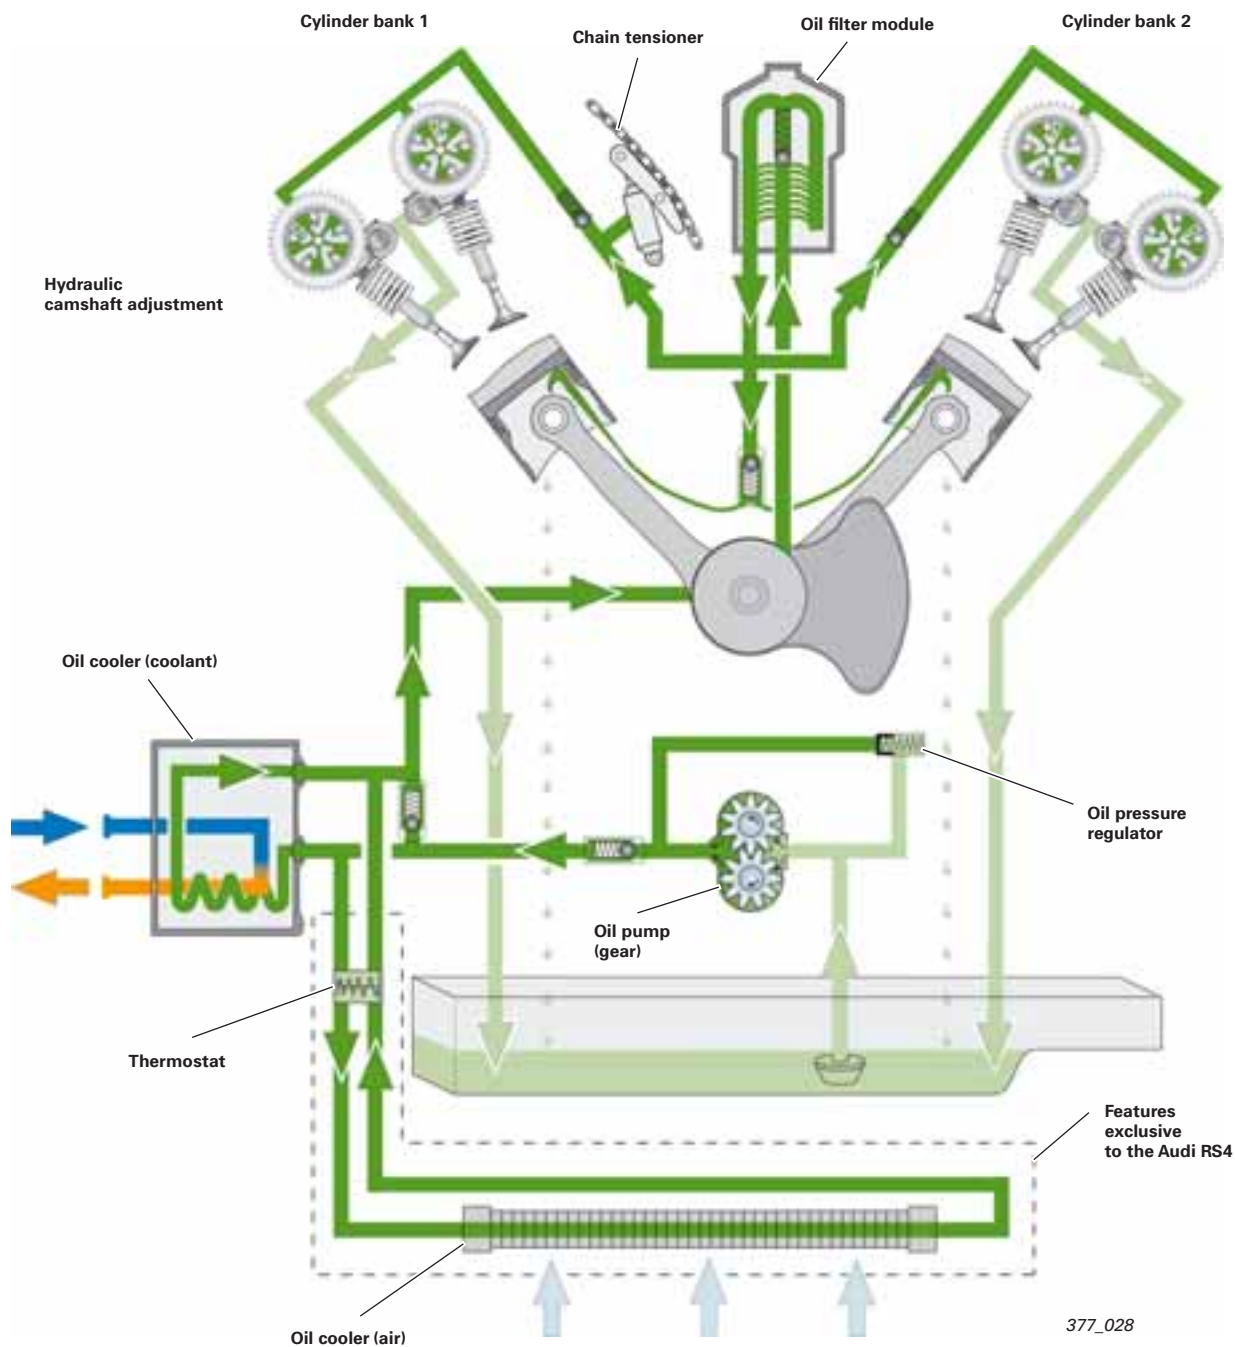 Cylinder bank 1
Chain tensioner
Oil filter module
Cylinder bank 2
Hydraulic
camshaft adjustment
Oil cooler (coolant)
Oil pressure
regulator
Oil pump
(gear)
Thermostat
Features
exclusive
to the Audi RS4
Oil cooler (air)
377_028